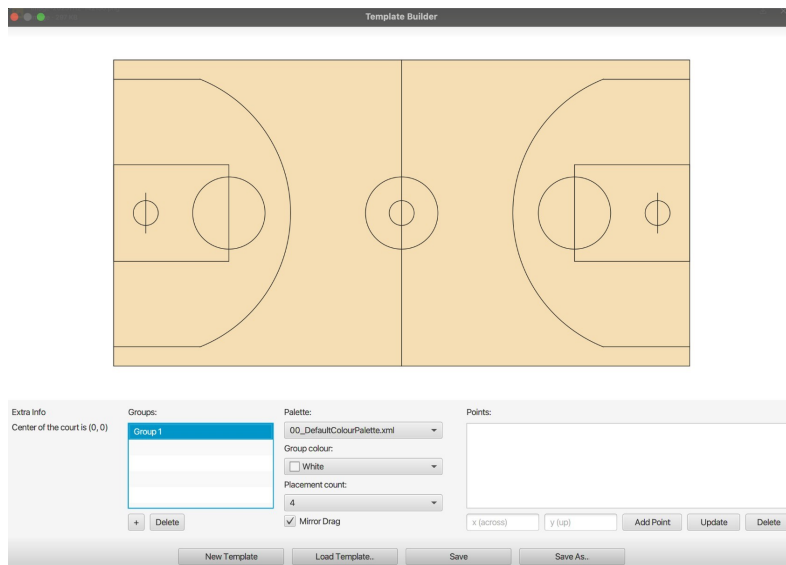 Template Builder
Extra Info
Center of the court is (0, 0)
Groups:
Group 1
+
Delete
Palette:
00_DefaultColourPalette.xml
Group colour:
White
Placement count:
4
Mirror Drag
Points:
x (across)
y (up)
Add Point
Update
Delete
New Template
Load Template..
Save
Save As..